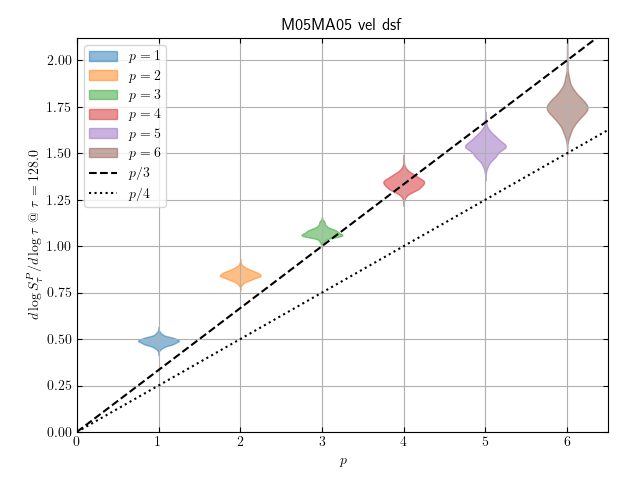 M05MA05 vel dsf
p = 1
p = 2
p = 3
p = 4
p = 5
p = 6
p/3
p/4
d log S_τ^P / d log τ @ τ = 128.0
2.00
1.75
1.50
1.25
1.00
0.75
0.50
0.25
0.00
0 1 2 3 4 5 6
p